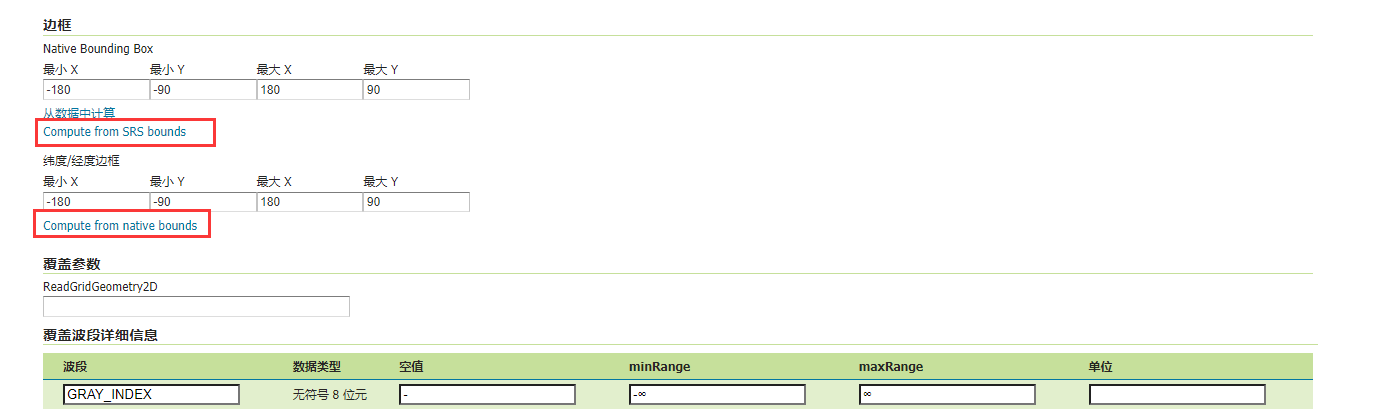 边框
Native Bounding Box
最小 X 最小 Y 最大 X 最大 Y
-180 -90 180 90
从数据中计算
Compute from SRS bounds
纬度/经度边框
最小 X 最小 Y 最大 X 最大 Y
-180 -90 180 90
Compute from native bounds
覆盖参数
ReadGridGeometry2D
覆盖波段详细信息
波段 数据类型 空值 minRange maxRange 单位
GRAY_INDEX 无符号 8 位元 - -∞ ∞